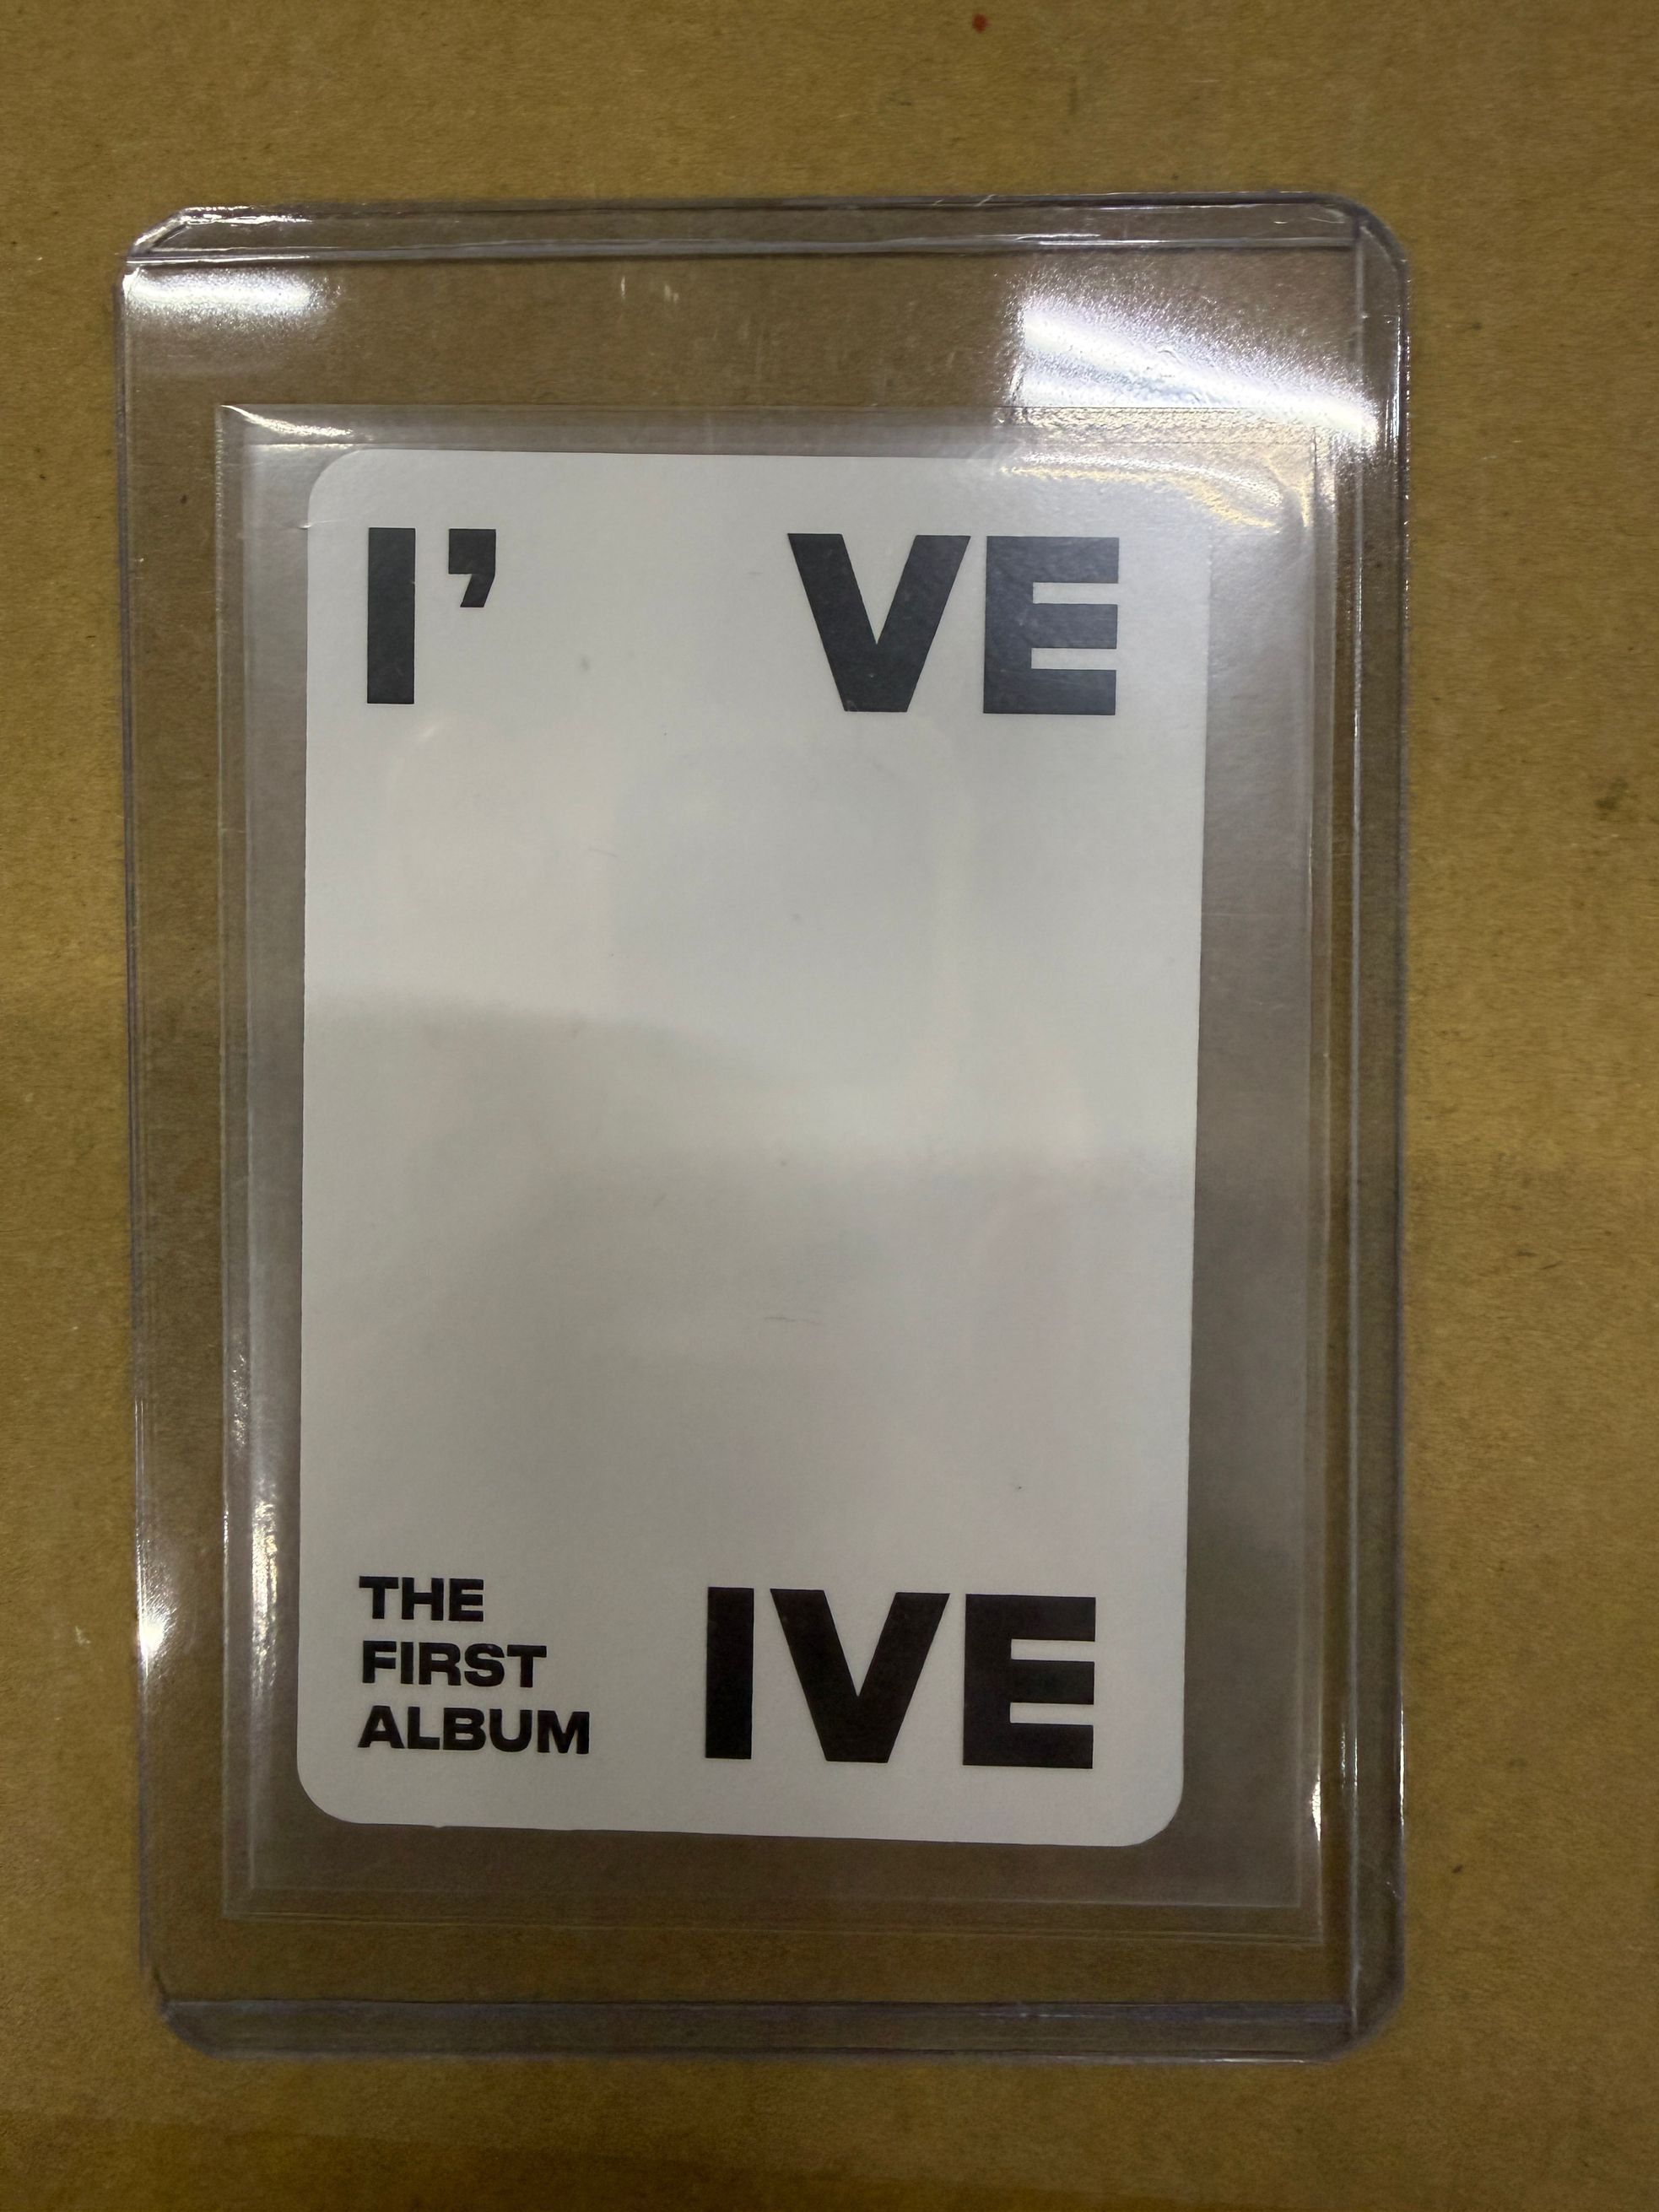 I' VE
THE
FIRST
ALBUM
IVE